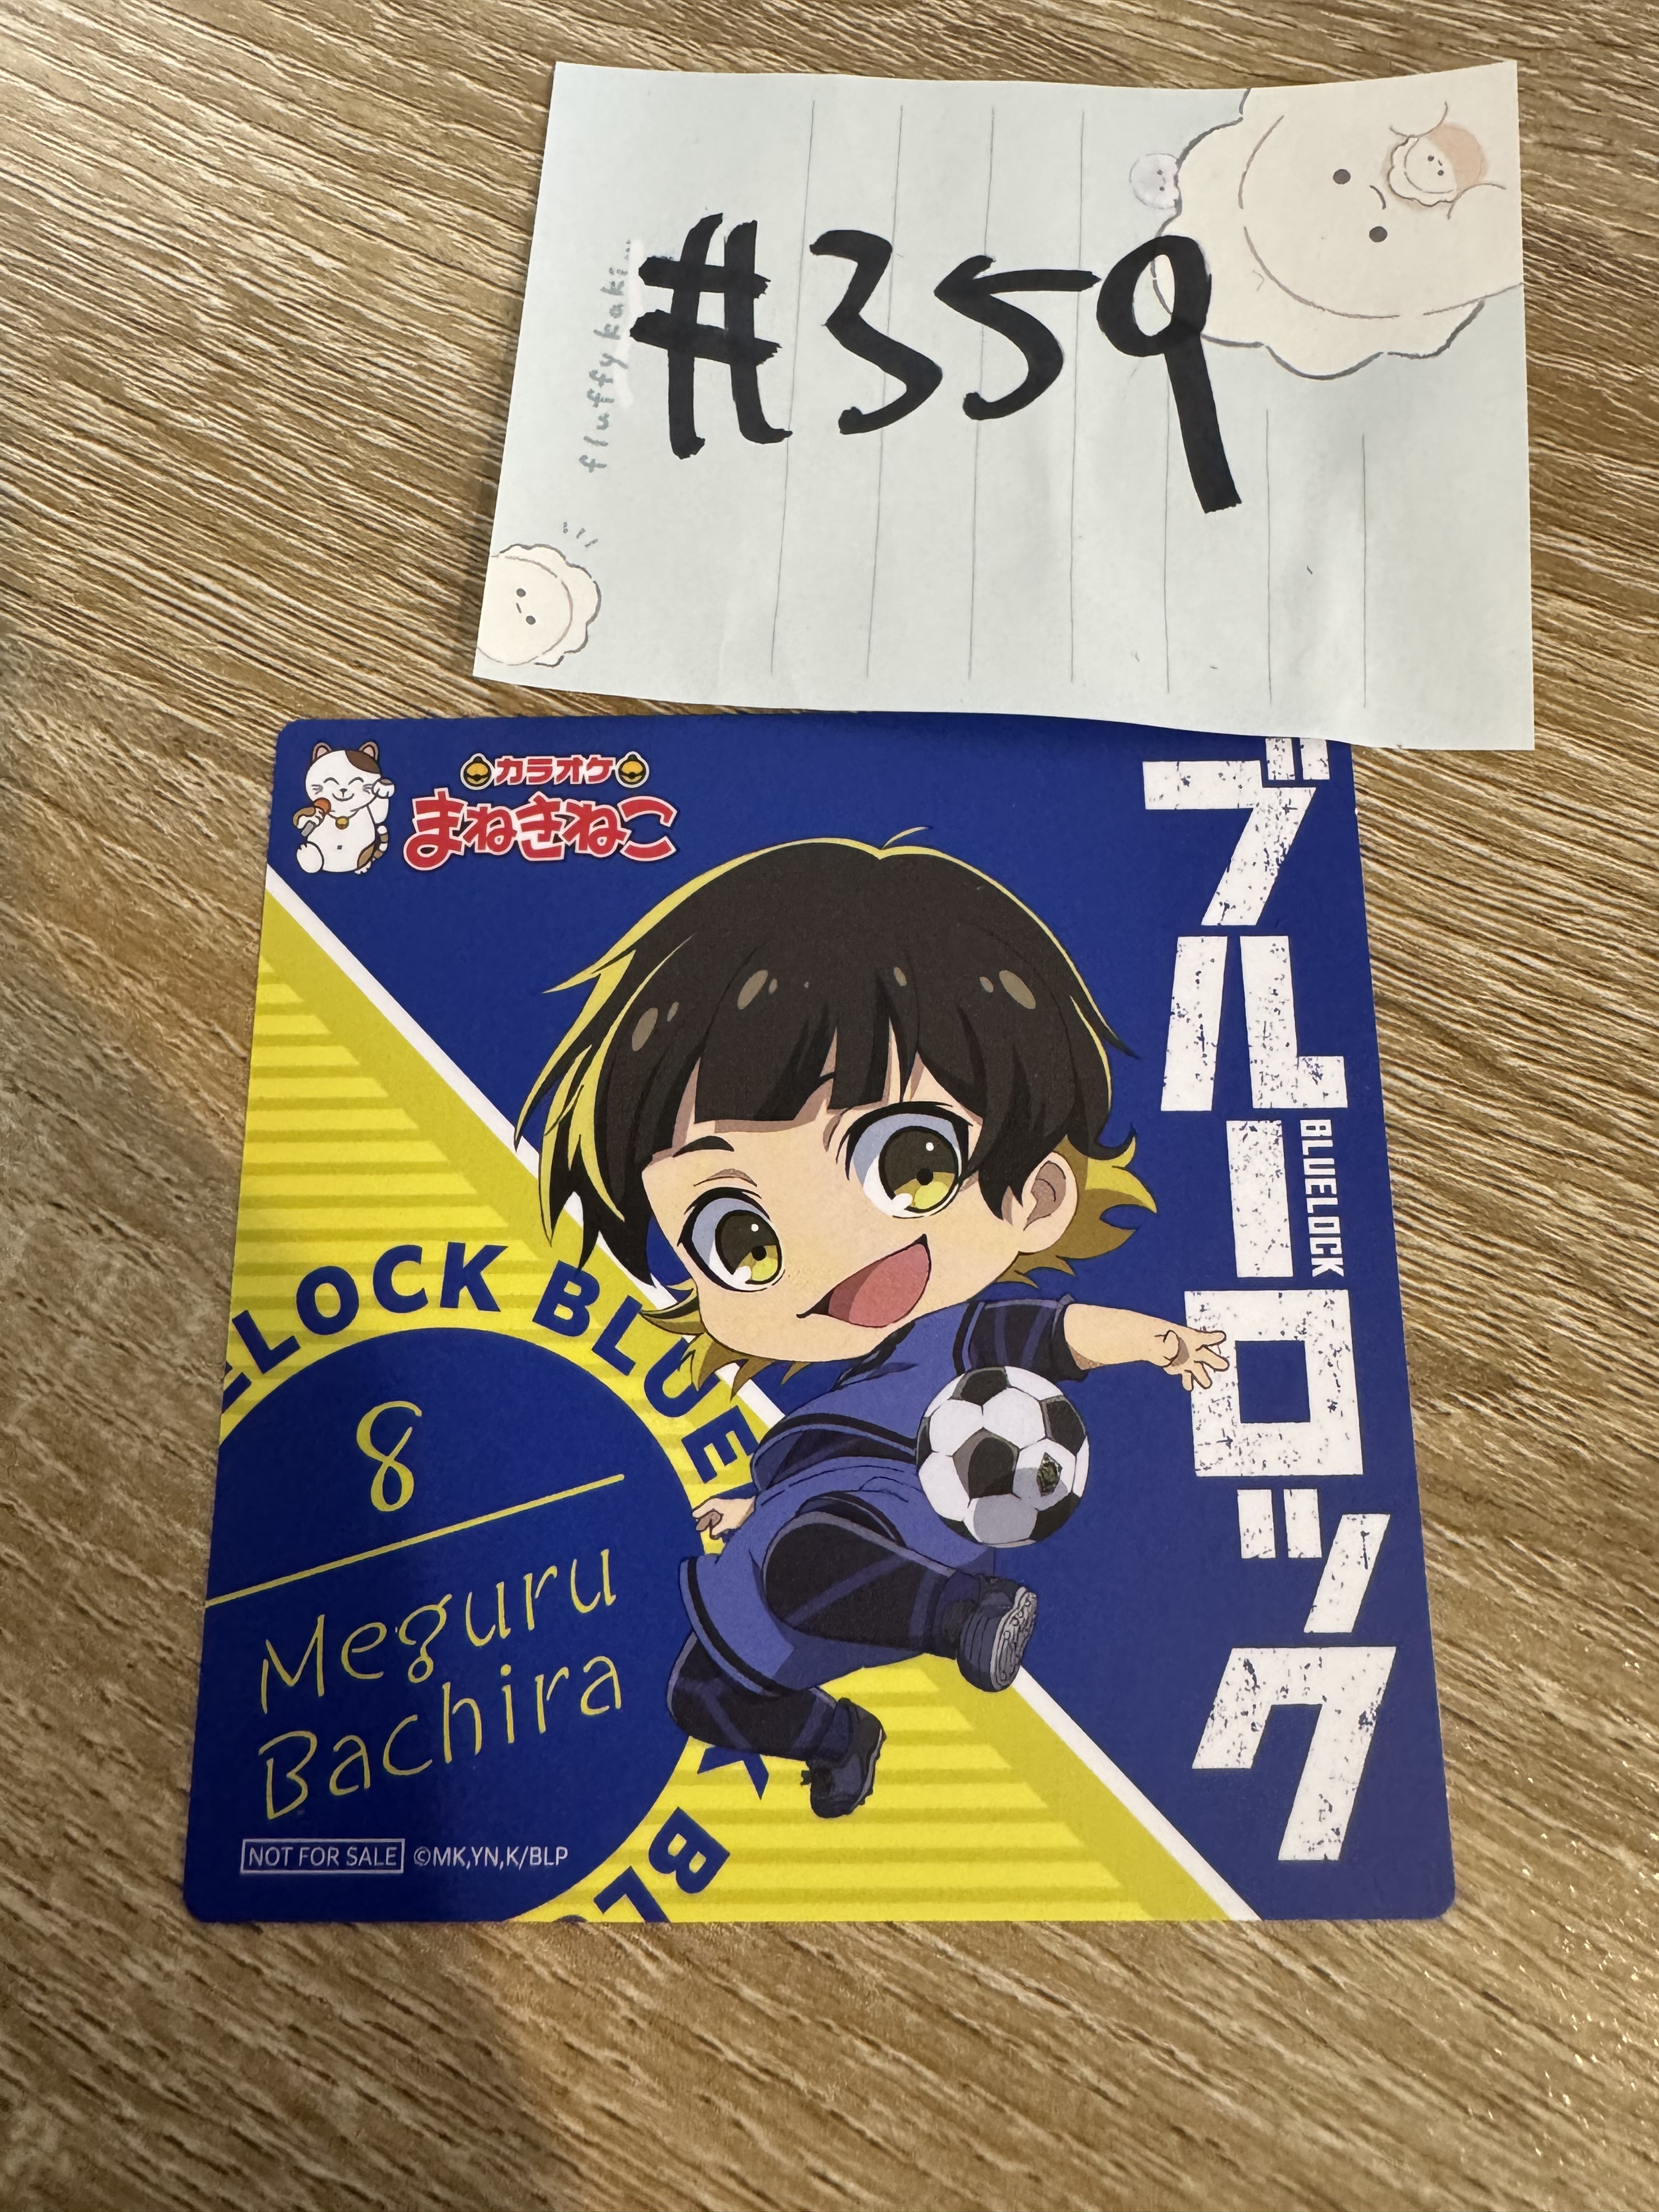 #359
fluffy kaki...
カラオケ
まねきねこ
ブルーロック
BLUELOCK
ELOCK BLUE
K BL
8
Meguru
Bachira
NOT FOR SALE ©MK,YN,K/BLP